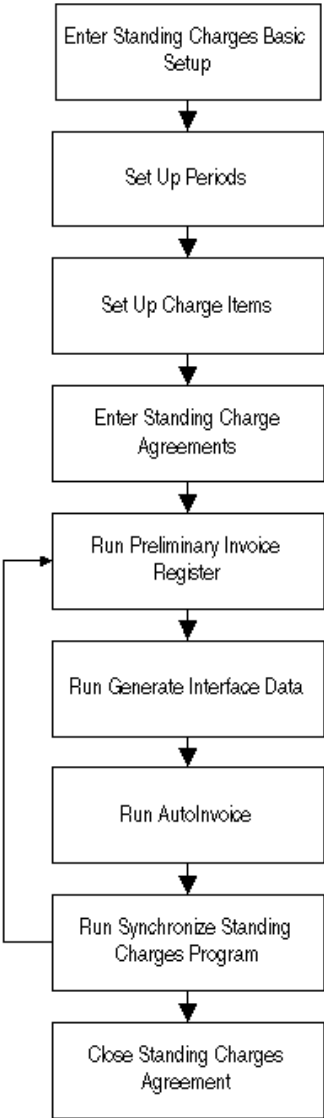 Enter Standing Charges Basic
Setup
Set Up Periods
Set Up Charge Items
Enter Standing Charge
Agreements
Run Preliminary Invoice
Register
Run Generate Interface Data
Run AutoInvoice
Run Synchronize Standing
Charges Program
Close Standing Charges
Agreement